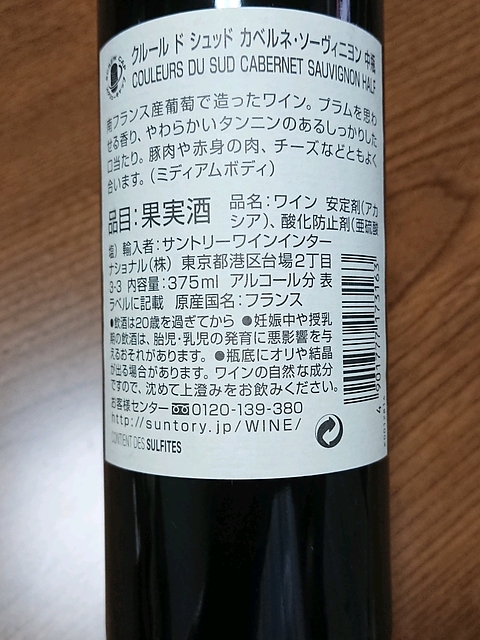 クルール ド シュッド カベルネ・ソーヴィニヨン 中瓶
COULEURS DU SUD CABERNET SAUVIGNON HALF
南フランス産葡萄で造ったワイン。プラムを思わ
せる香り、やわらかいタンニンのあるしっかりした
口当たり。豚肉や赤身の肉、チーズなどともよく
合います。(ミディアムボディ)
品目:果実酒 品名:ワイン 安定剤(アカ
シア)、酸化防止剤(亜硫酸
塩) 輸入者:サントリーワインインター
ナショナル(株) 東京都港区台場2丁目
3-3 内容量:375ml アルコール分 表
ラベルに記載 原産国名:フランス
●飲酒は20歳を過ぎてから ●妊娠中や授乳
期の飲酒は、胎児・乳児の発育に悪影響を与
えるおそれがあります。●瓶底にオリや結晶
が出る場合があります。ワインの自然な成分
ですので、沈めて上澄みをお飲みください。
お客様センター 0120-139-380
http://suntory.jp/WINE/
CONTIENT DES SULFITES